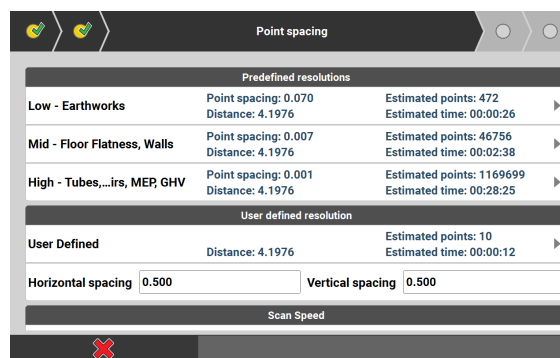 Point spacing
Predefined resolutions
Low - Earthworks
Point spacing: 0.070
Estimated points: 472
Distance: 4.1976
Estimated time: 00:00:26
Mid - Floor Flatness, Walls
Point spacing: 0.007
Estimated points: 46756
Distance: 4.1976
Estimated time: 00:02:38
High - Tubes,...irs, MEP, GHV
Point spacing: 0.001
Estimated points: 1169699
Distance: 4.1976
Estimated time: 00:28:25
User defined resolution
User Defined
Estimated points: 10
Distance: 4.1976
Estimated time: 00:00:12
Horizontal spacing 0.500
Vertical spacing 0.500
Scan Speed